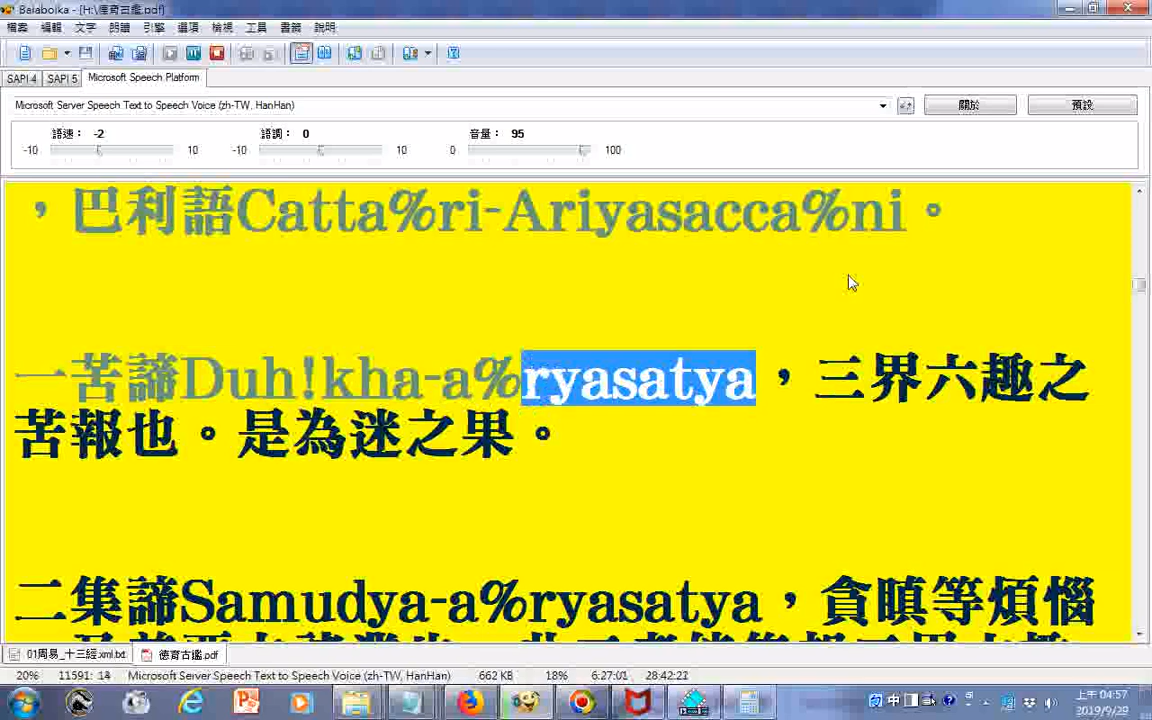 Balabolka - [H:\德育古鑑.pdf]
檔案 編輯 文字 朗讀 引擎 選項 檢視 工具 書籤 說明
SAPI 4 SAPI 5 Microsoft Speech Platform
Microsoft Server Speech Text to Speech Voice (zh-TW, HanHan) 關於 預設
語速： -2 語調： 0 音量： 95
-10 10 -10 10 0 100
，巴利語Catta%ri-Ariyasacca%ni。
一苦諦Duh!kha-a%ryasatya，三界六趣之
苦報也。是為迷之果。
二集諦Samudya-a%ryasatya，貪嗔等煩惱
01周易_十三經.xml.txt 德育古鑑.pdf
20% 11591: 14 Microsoft Server Speech Text to Speech Voice (zh-TW, HanHan) 662 KB 18% 6:27:01 28:42:21
中 上午 04:57
2019/9/29